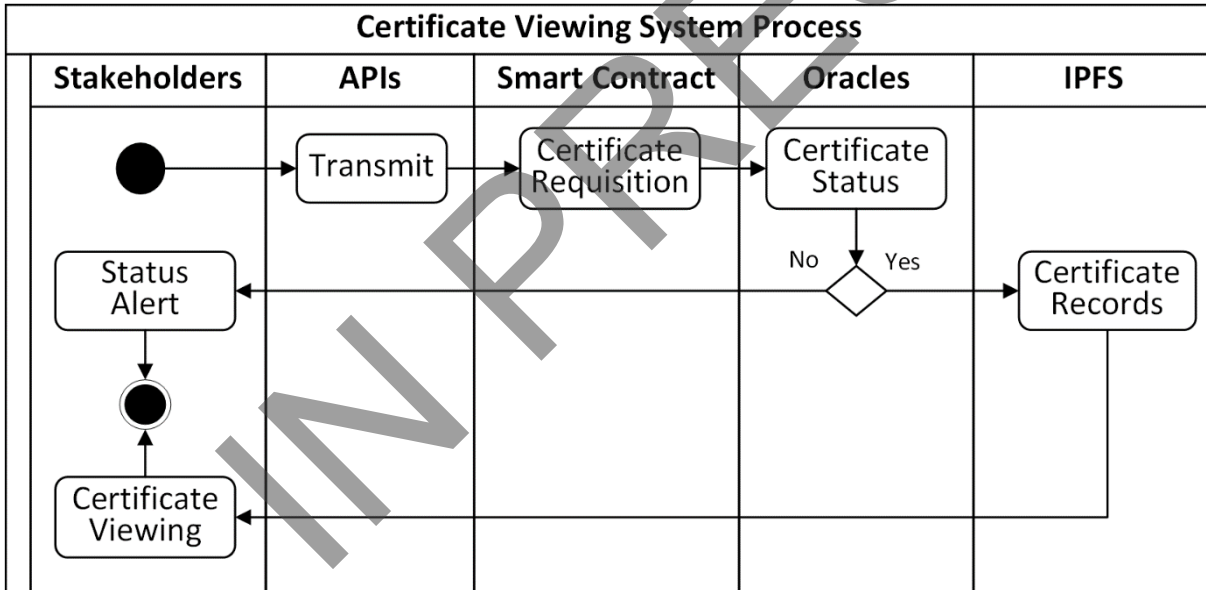 Certificate Viewing System Process
Stakeholders
APIs
Smart Contract
Oracles
IPFS
Transmit
Certificate
Requisition
Certificate
Status
No
Yes
Status
Alert
Certificate
Records
Certificate
Viewing
IN PRES